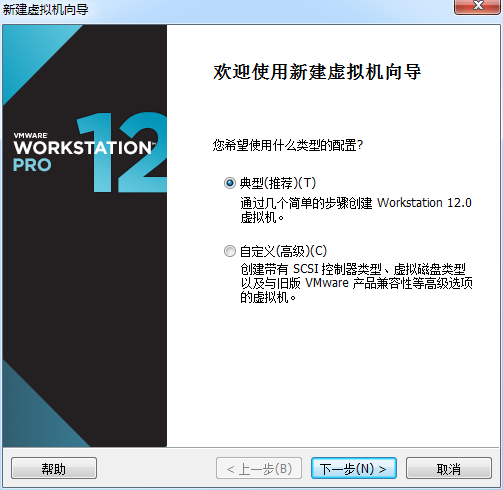 新建虚拟机向导
欢迎使用新建虚拟机向导
VMWARE
WORKSTATION™
PRO
12
您希望使用什么类型的配置?
典型(推荐)(T)
通过几个简单的步骤创建 Workstation 12.0
虚拟机。
自定义(高级)(C)
创建带有 SCSI 控制器类型、虚拟磁盘类型
以及与旧版 VMware 产品兼容性等高级选项
的虚拟机。
帮助
< 上一步(B)
下一步(N) >
取消